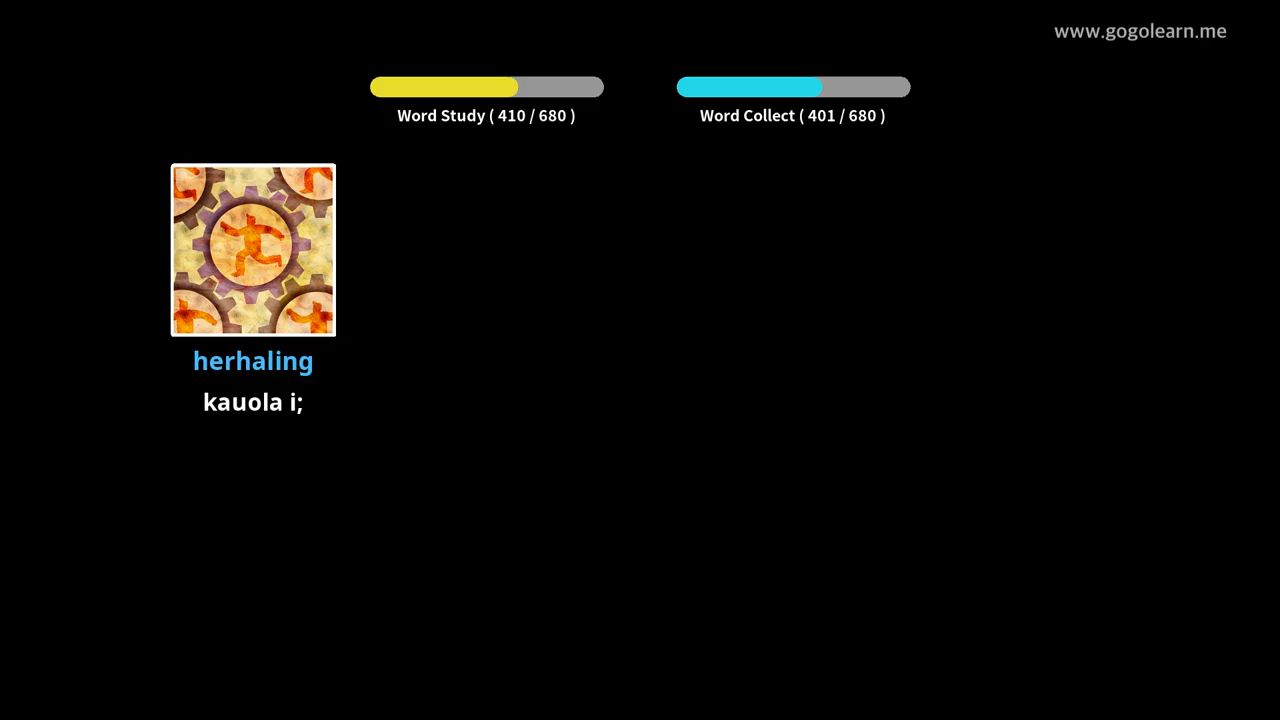 www.gogolearn.me
Word Study ( 410 / 680 )
Word Collect ( 401 / 680 )
herhaling
kauola i;